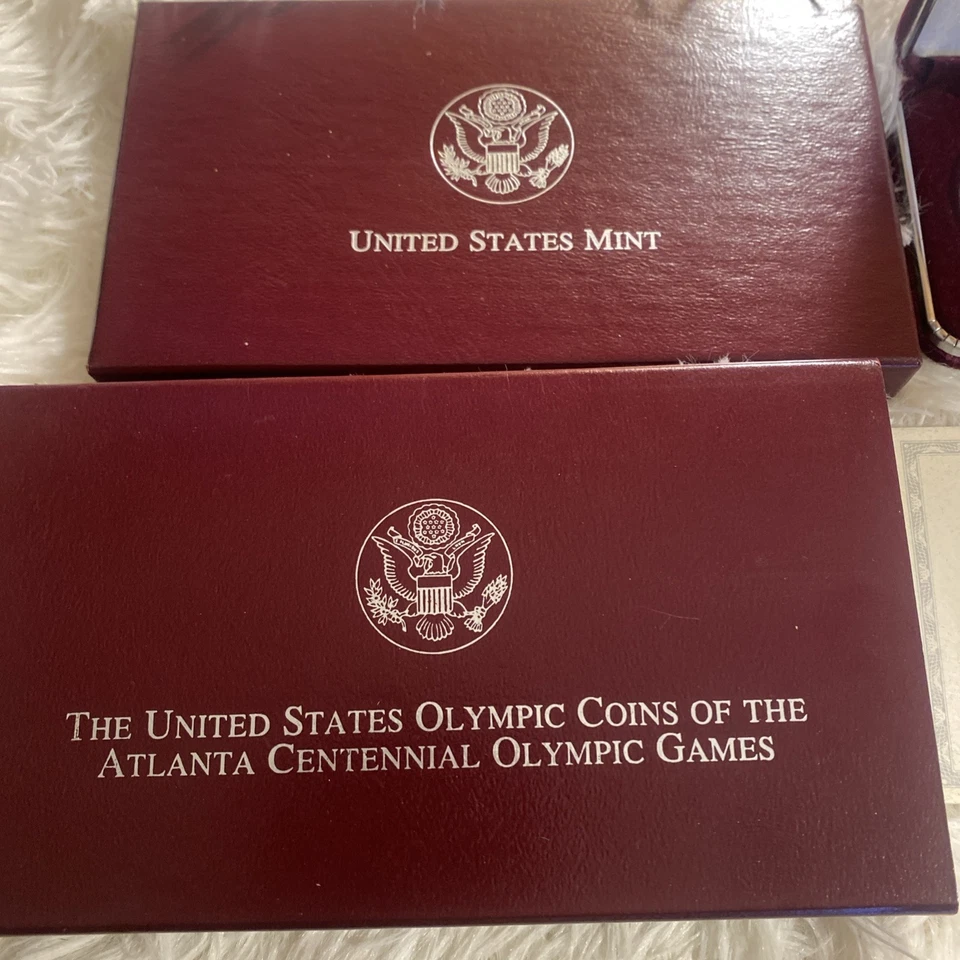 United States Mint
The United States Olympic Coins of the
Atlanta Centennial Olympic Games